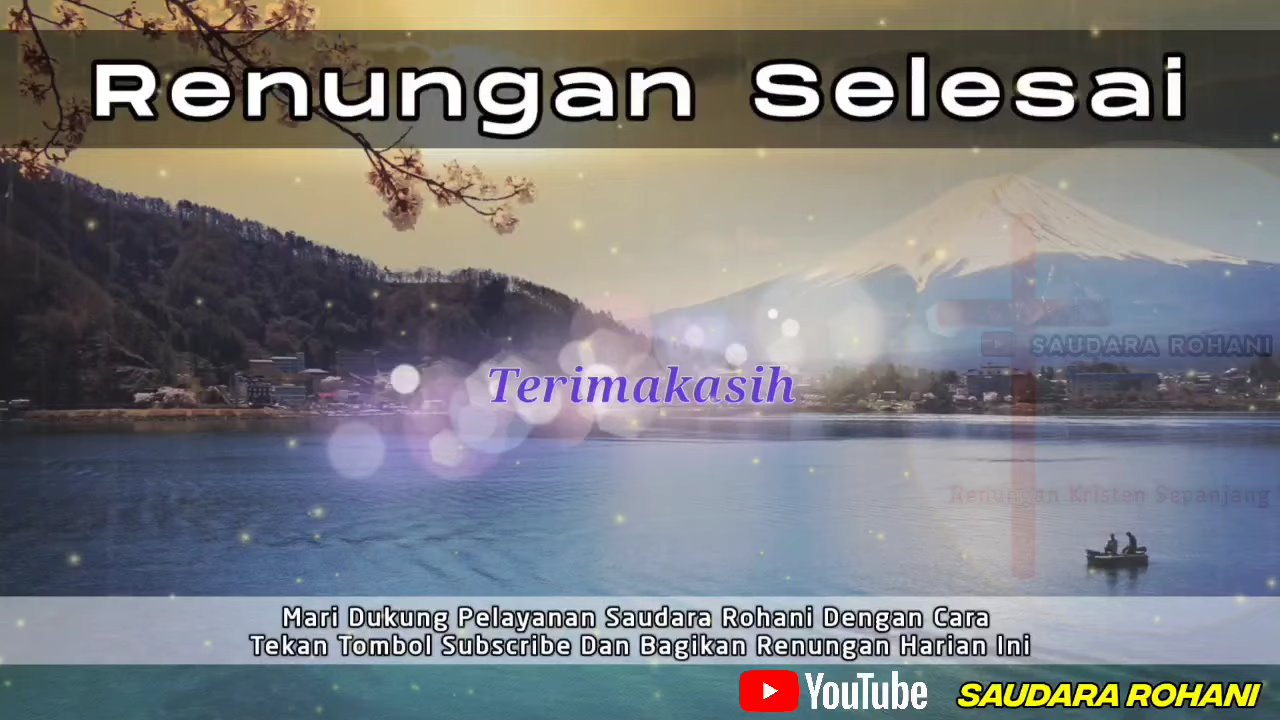 Renungan Selesai
SAUDARA ROHANI
Terimakasih
Renungan Kristen Sepanjang
Mari Dukung Pelayanan Saudara Rohani Dengan Cara
Tekan Tombol Subscribe Dan Bagikan Renungan Harian Ini
YouTube SAUDARA ROHANI